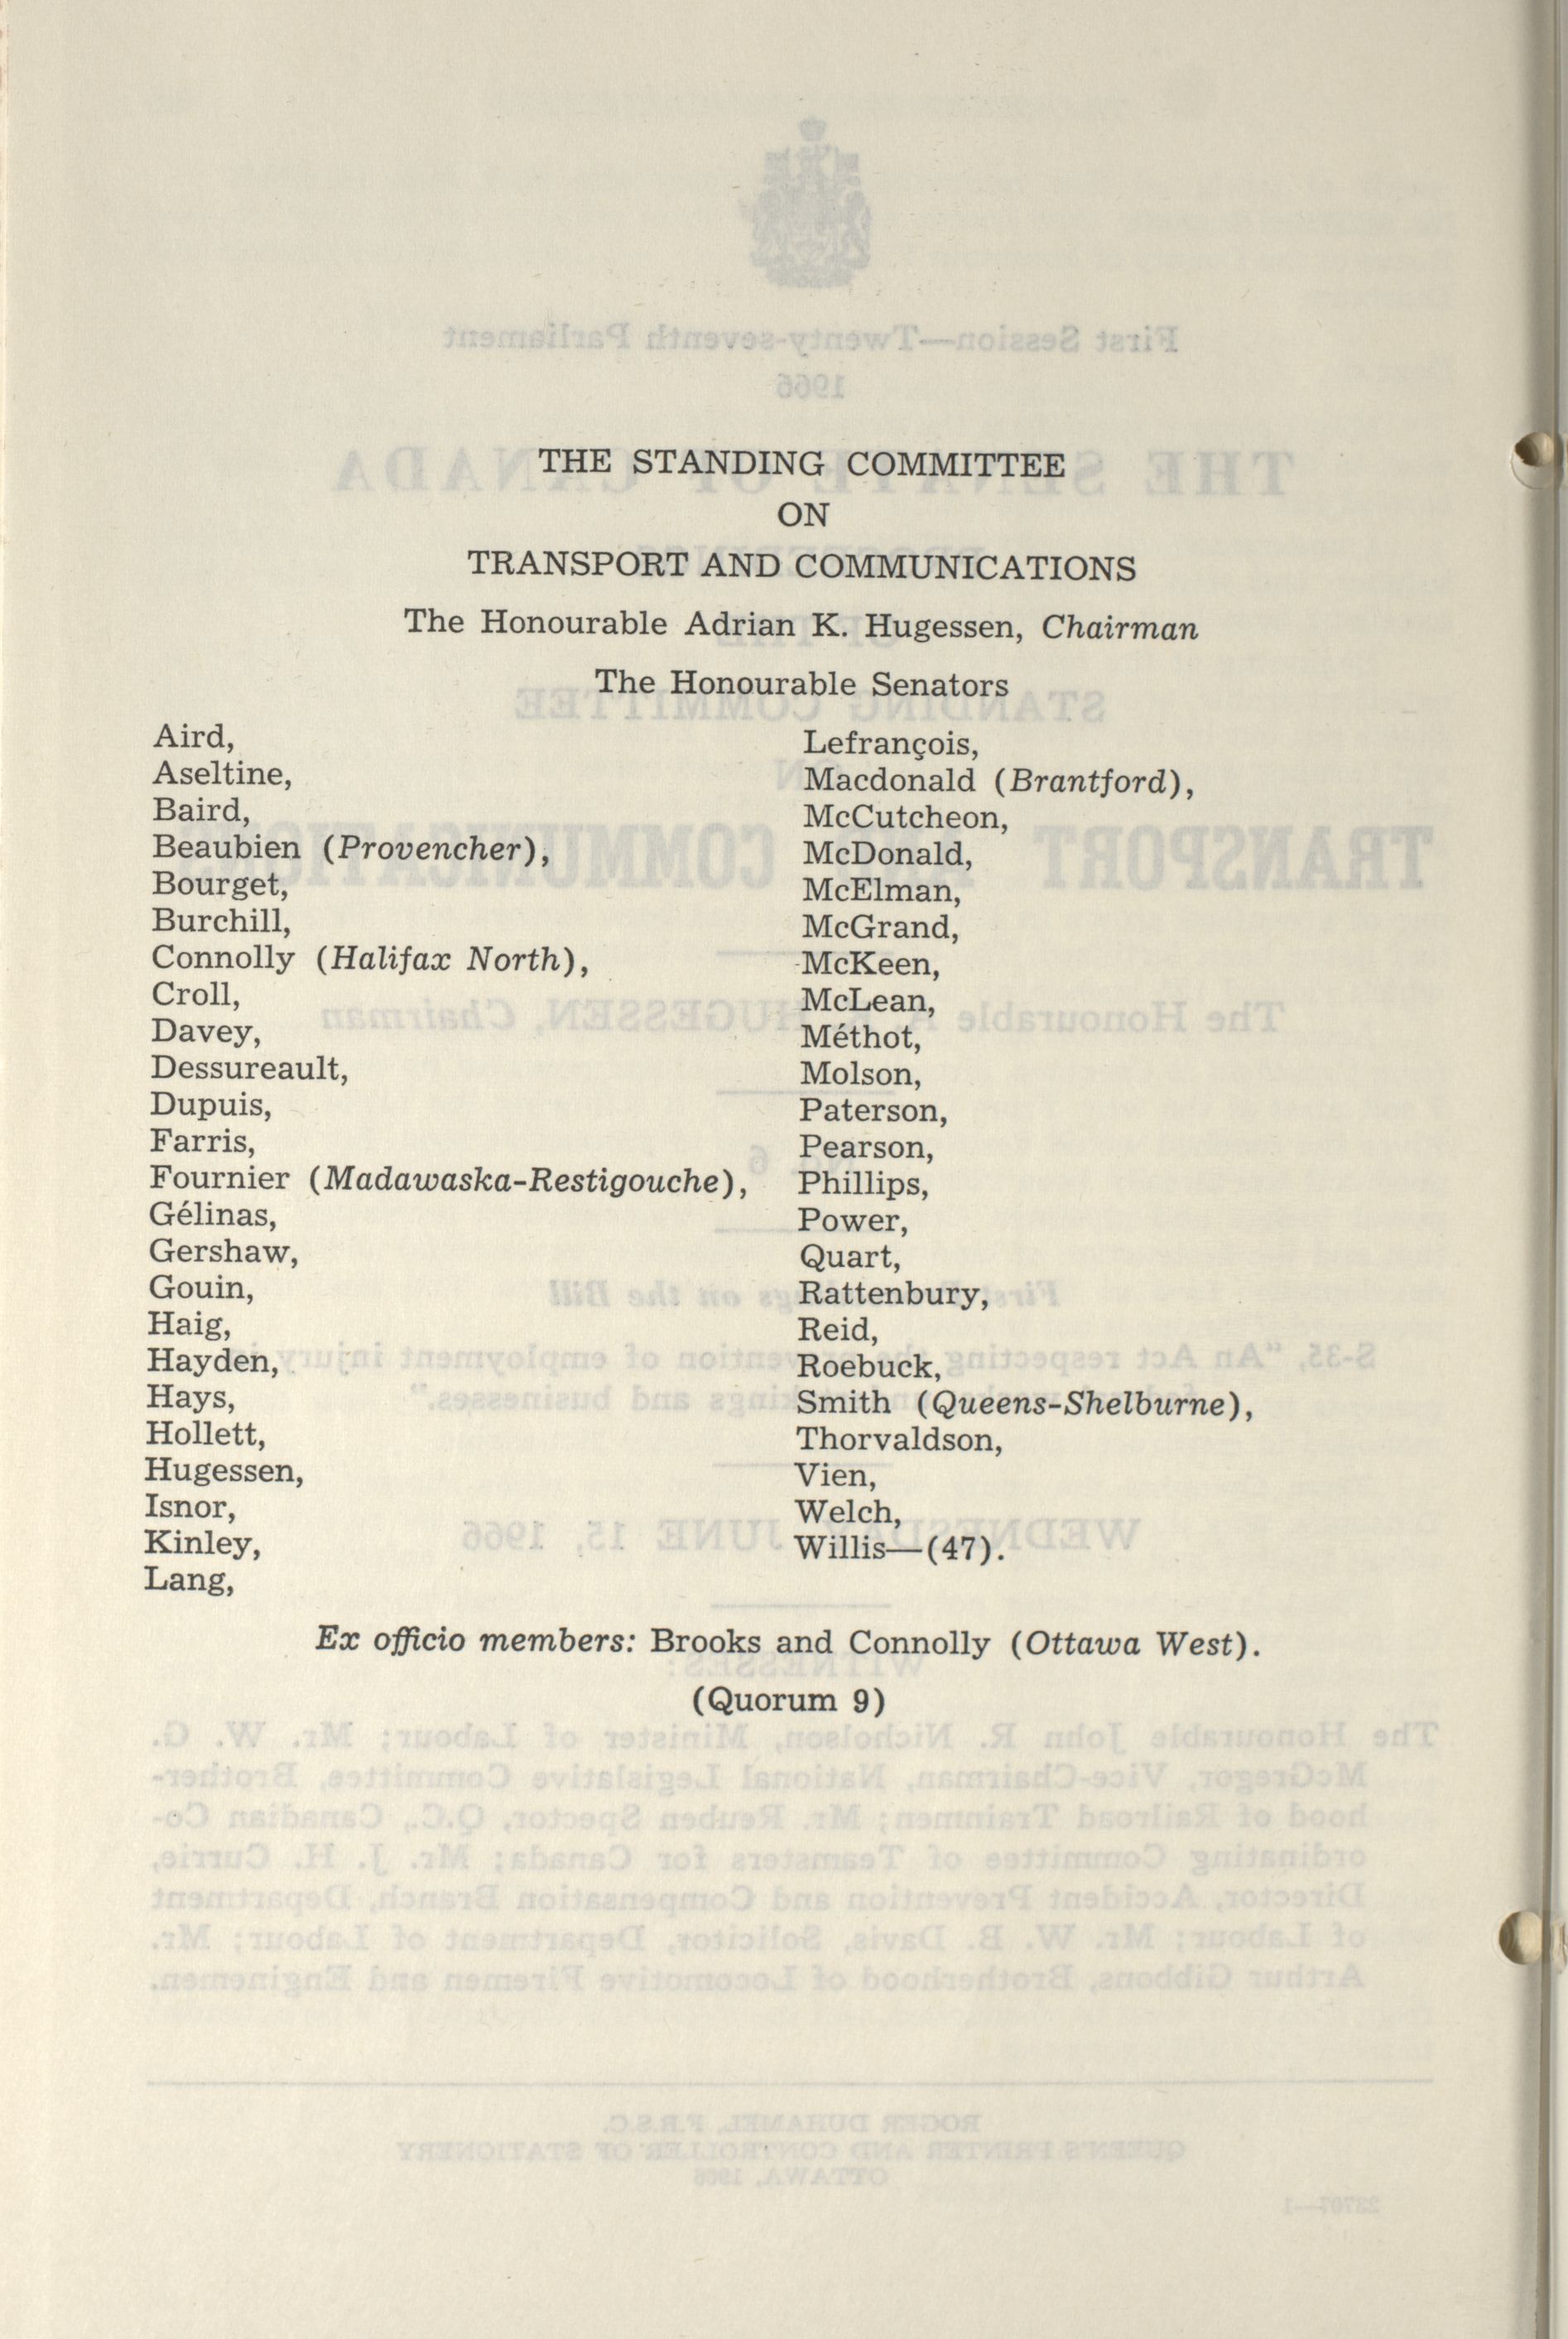 THE STANDING COMMITTEE
ON
TRANSPORT AND COMMUNICATIONS
The Honourable Adrian K. Hugessen, Chairman
The Honourable Senators
Aird,
Aseltine,
Baird,
Beaubien (Provencher),
Bourget,
Burchill,
Connolly (Halifax North),
Croll,
Davey,
Dessureault,
Dupuis,
Farris,
Fournier (Madawaska-Restigouche),
Gélinas,
Gershaw,
Gouin,
Haig,
Hayden,
Hays,
Hollett,
Hugessen,
Isnor,
Kinley,
Lang,
Lefrançois,
Macdonald (Brantford),
McCutcheon,
McDonald,
McElman,
McGrand,
McKeen,
McLean,
Méthot,
Molson,
Paterson,
Pearson,
Phillips,
Power,
Quart,
Rattenbury,
Reid,
Roebuck,
Smith (Queens-Shelburne),
Thorvaldson,
Vien,
Welch,
Willis—(47).
Ex officio members: Brooks and Connolly (Ottawa West).
(Quorum 9)